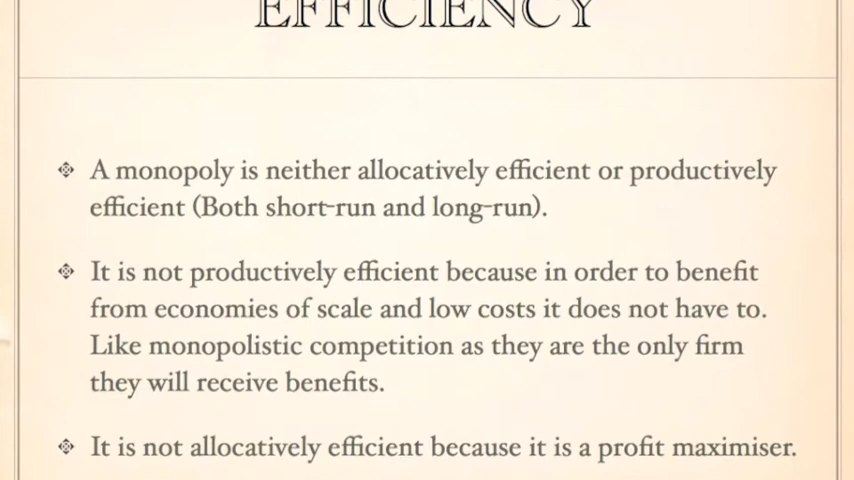 EFFICIENCY
A monopoly is neither allocatively efficient or productively
efficient (Both short-run and long-run).
It is not productively efficient because in order to benefit
from economies of scale and low costs it does not have to.
Like monopolistic competition as they are the only firm
they will receive benefits.
It is not allocatively efficient because it is a profit maximiser.